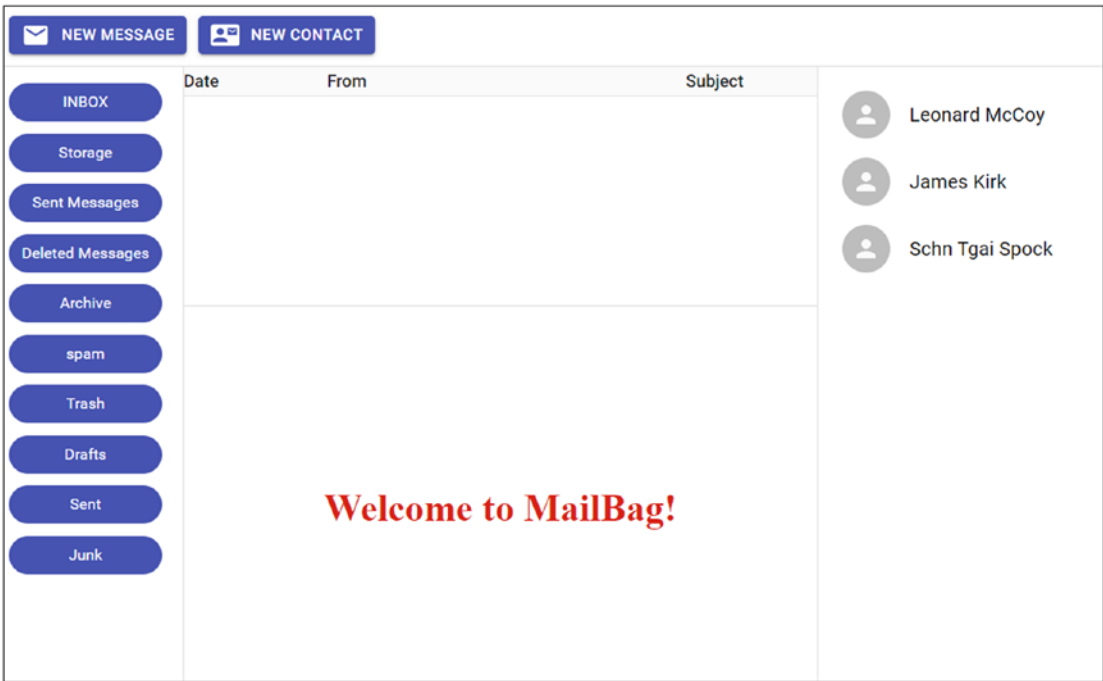 NEW MESSAGE
NEW CONTACT
INBOX
Storage
Sent Messages
Deleted Messages
Archive
spam
Trash
Drafts
Sent
Junk
Date From Subject
Welcome to MailBag!
Leonard McCoy
James Kirk
Schn Tgai Spock